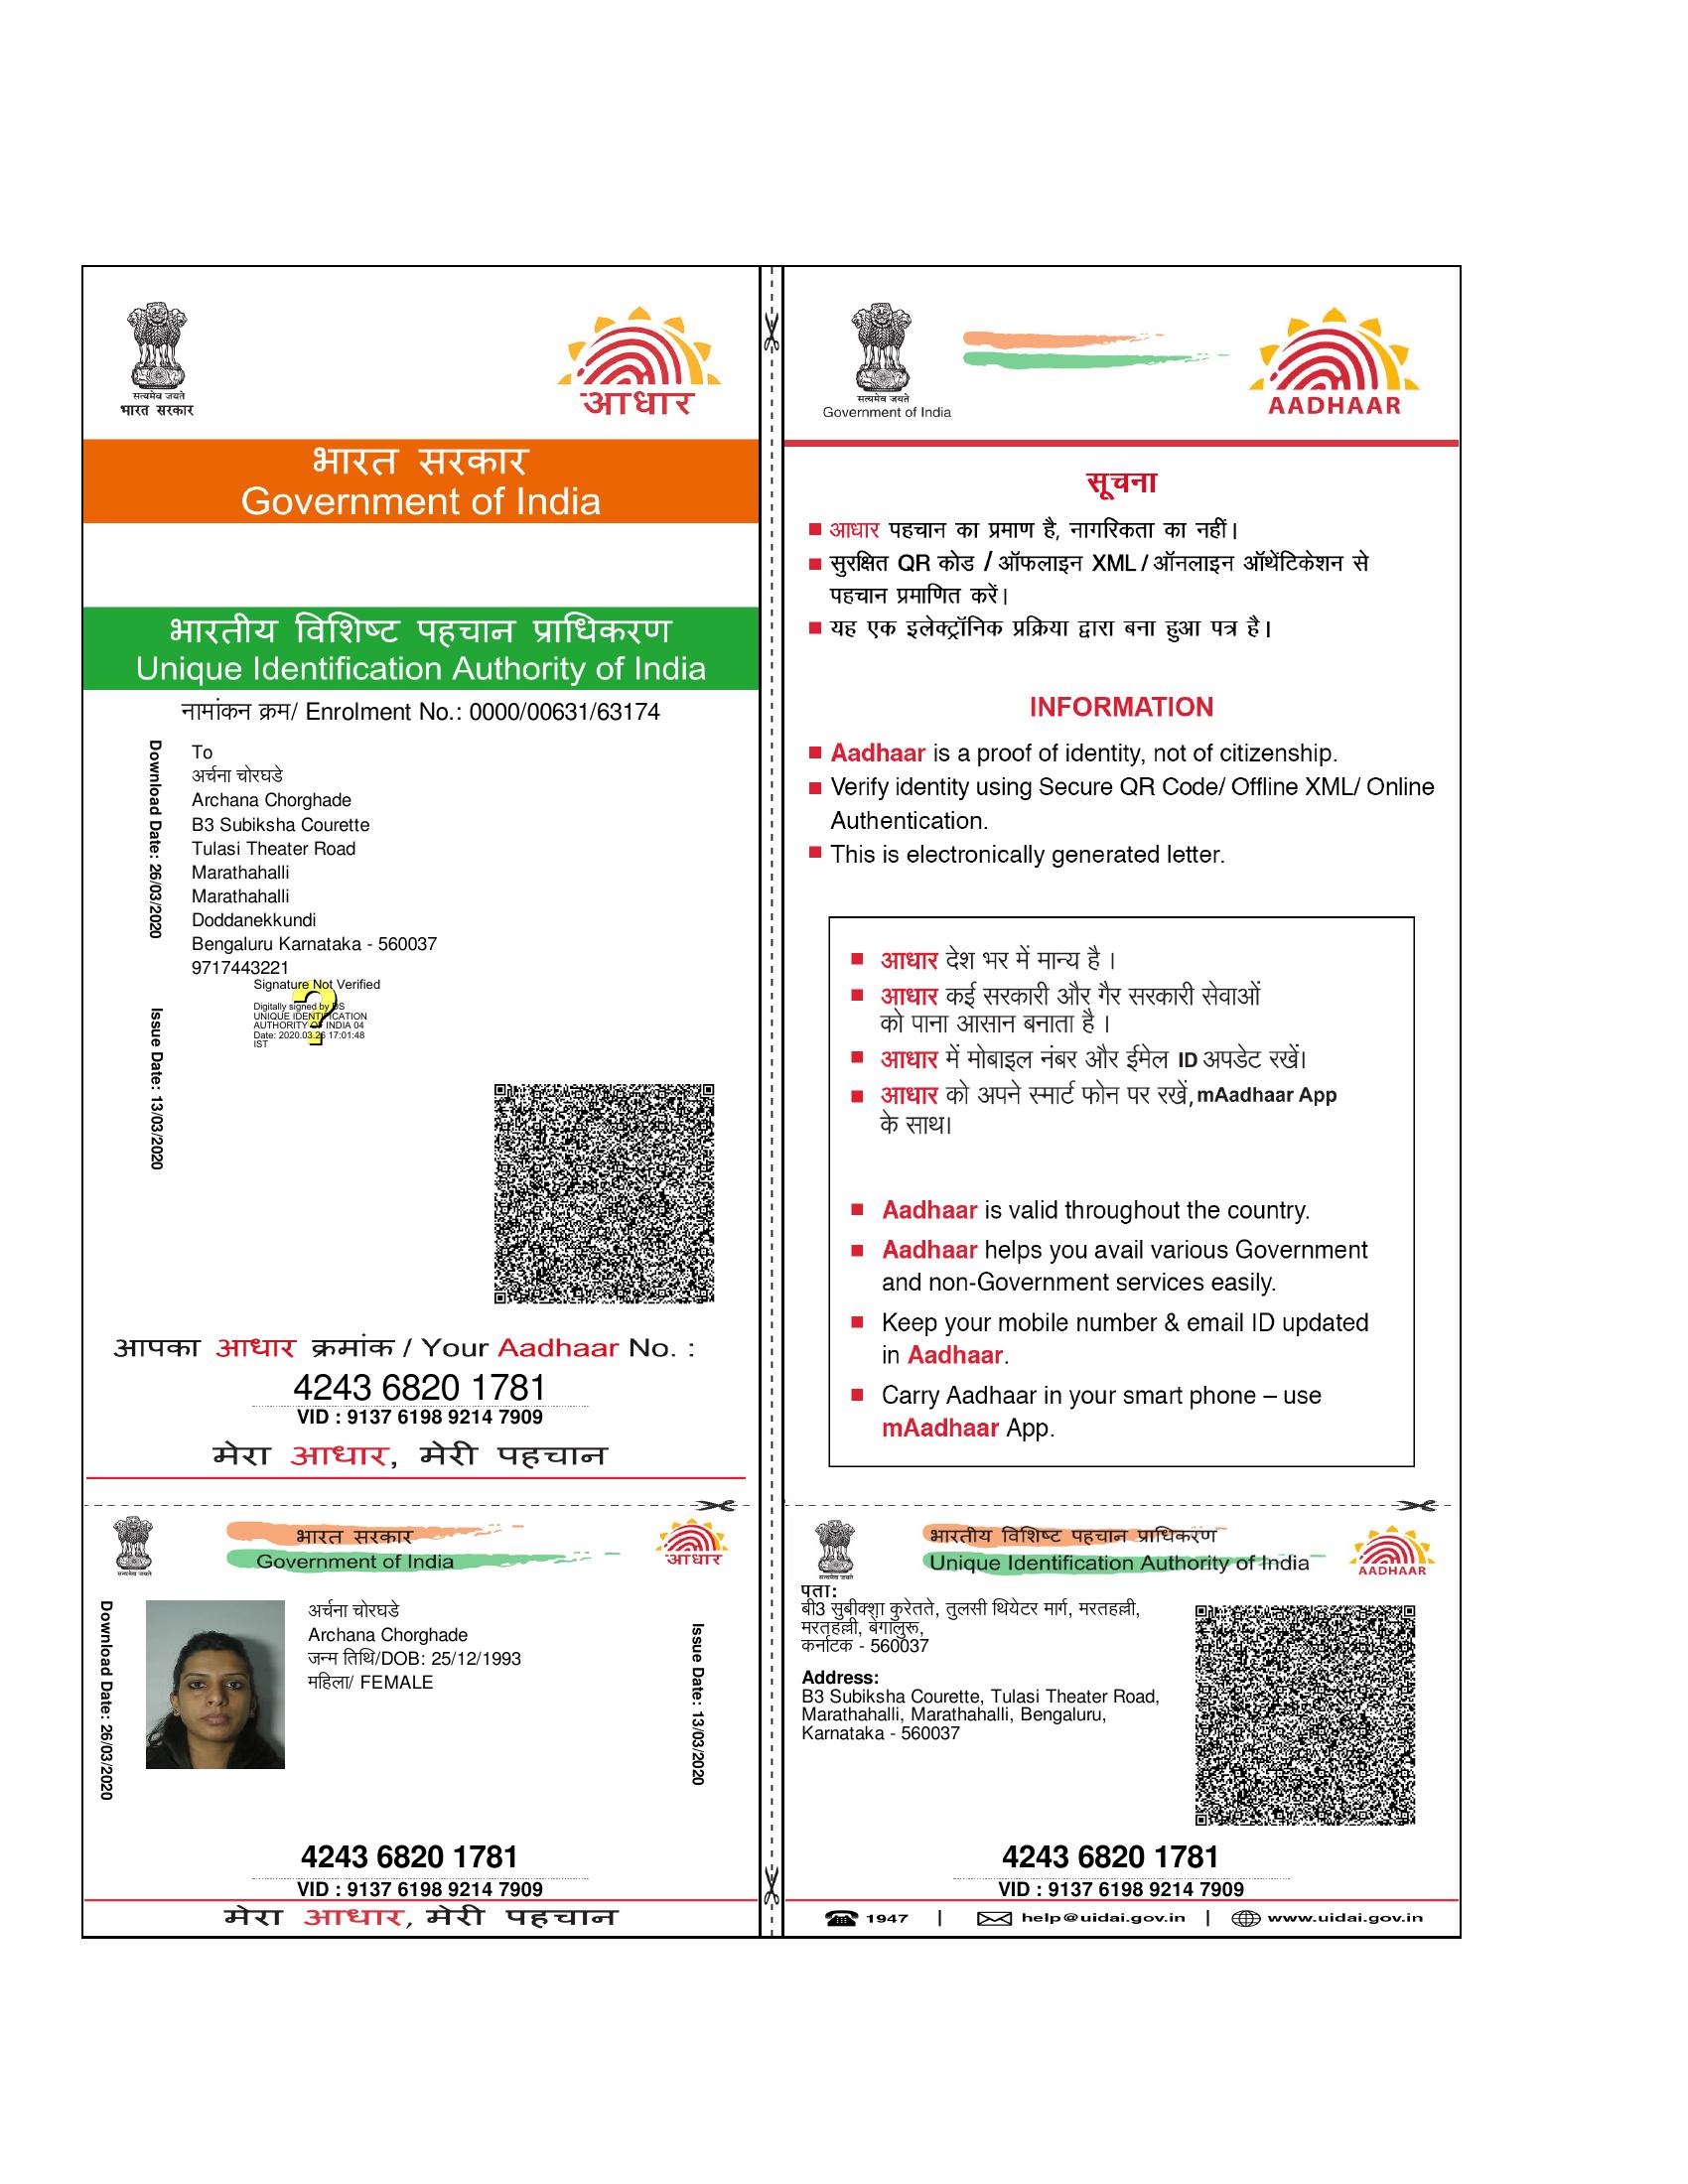 सत्यमेव जयते
भारत सरकार
आधार
भारत सरकार
Government of India
भारतीय विशिष्ट पहचान प्राधिकरण
Unique Identification Authority of India
नामांकन क्रम/ Enrolment No.: 0000/00631/63174
Download Date: 26/03/2020
Issue Date: 13/03/2020
To
अर्चना चोरघडे
Archana Chorghade
B3 Subiksha Courette
Tulasi Theater Road
Marathahalli
Marathahalli
Doddanekkundi
Bengaluru Karnataka - 560037
9717443221
Signature Not Verified
Digitally signed by DS
UNIQUE IDENTIFICATION
AUTHORITY OF INDIA 04
Date: 2020.03.26 17:01:48
IST
आपका आधार क्रमांक / Your Aadhaar No. :
4243 6820 1781
VID : 9137 6198 9214 7909
मेरा आधार, मेरी पहचान
सत्यमेव जयते
Government of India
AADHAAR
सूचना
आधार पहचान का प्रमाण है, नागरिकता का नहीं।
सुरक्षित QR कोड / ऑफलाइन XML / ऑनलाइन ऑथेंटिकेशन से
पहचान प्रमाणित करें।
यह एक इलेक्ट्रॉनिक प्रक्रिया द्वारा बना हुआ पत्र है।
INFORMATION
Aadhaar is a proof of identity, not of citizenship.
Verify identity using Secure QR Code/ Offline XML/ Online
Authentication.
This is electronically generated letter.
आधार देश भर में मान्य है ।
आधार कई सरकारी और गैर सरकारी सेवाओं
को पाना आसान बनाता है ।
आधार में मोबाइल नंबर और ईमेल ID अपडेट रखें।
आधार को अपने स्मार्ट फोन पर रखें, mAadhaar App
के साथ।
Aadhaar is valid throughout the country.
Aadhaar helps you avail various Government
and non-Government services easily.
Keep your mobile number & email ID updated
in Aadhaar.
Carry Aadhaar in your smart phone – use
mAadhaar App.
सत्यमेव जयते
भारत सरकार
Government of India
आधार
Download Date: 26/03/2020
अर्चना चोरघडे
Archana Chorghade
जन्म तिथि/DOB: 25/12/1993
महिला/ FEMALE
Issue Date: 13/03/2020
4243 6820 1781
VID : 9137 6198 9214 7909
मेरा आधार, मेरी पहचान
सत्यमेव जयते
भारतीय विशिष्ट पहचान प्राधिकरण
Unique Identification Authority of India
AADHAAR
पता:
बी3 सुबीक्शा कुरेतते, तुलसी थियेटर मार्ग, मरतहल्ली,
मरतहल्ली, बेंगालुरू,
कर्नाटक - 560037
Address:
B3 Subiksha Courette, Tulasi Theater Road,
Marathahalli, Marathahalli, Bengaluru,
Karnataka - 560037
4243 6820 1781
VID : 9137 6198 9214 7909
1947 | help@uidai.gov.in | www.uidai.gov.in